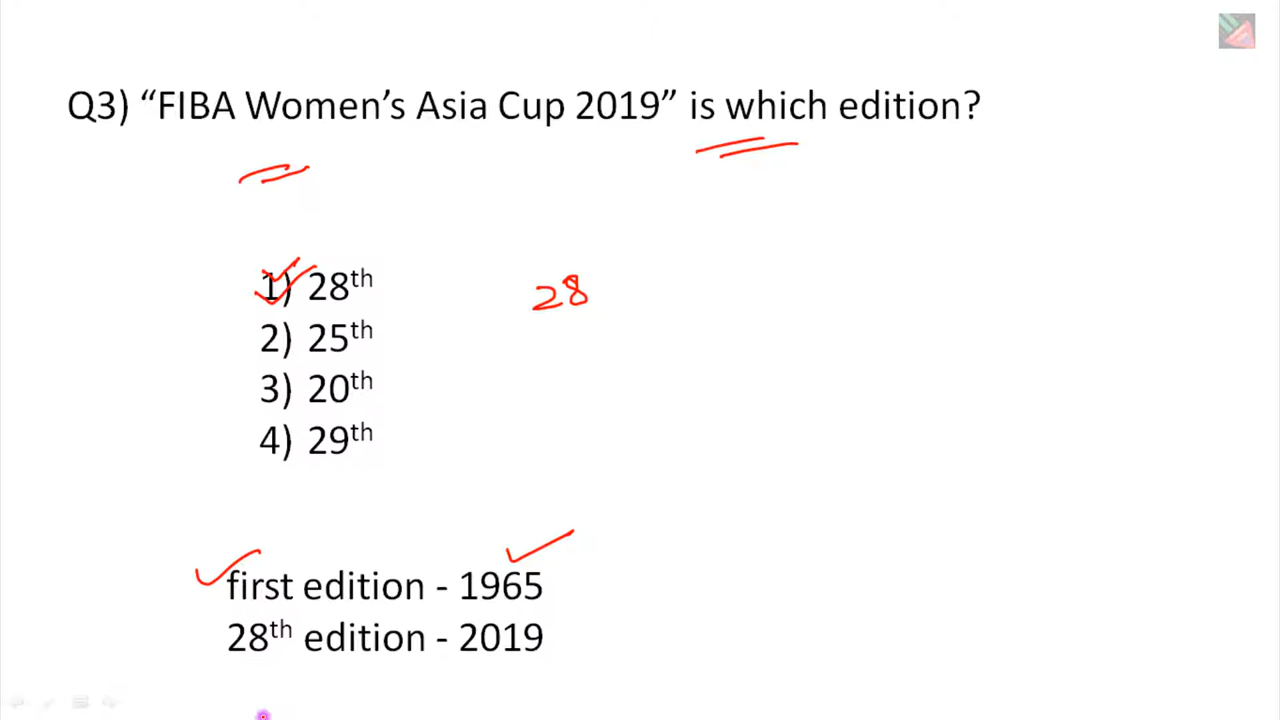 Q3) “FIBA Women’s Asia Cup 2019” is which edition?
1) 28th
28
2) 25th
3) 20th
4) 29th
first edition - 1965
28th edition - 2019